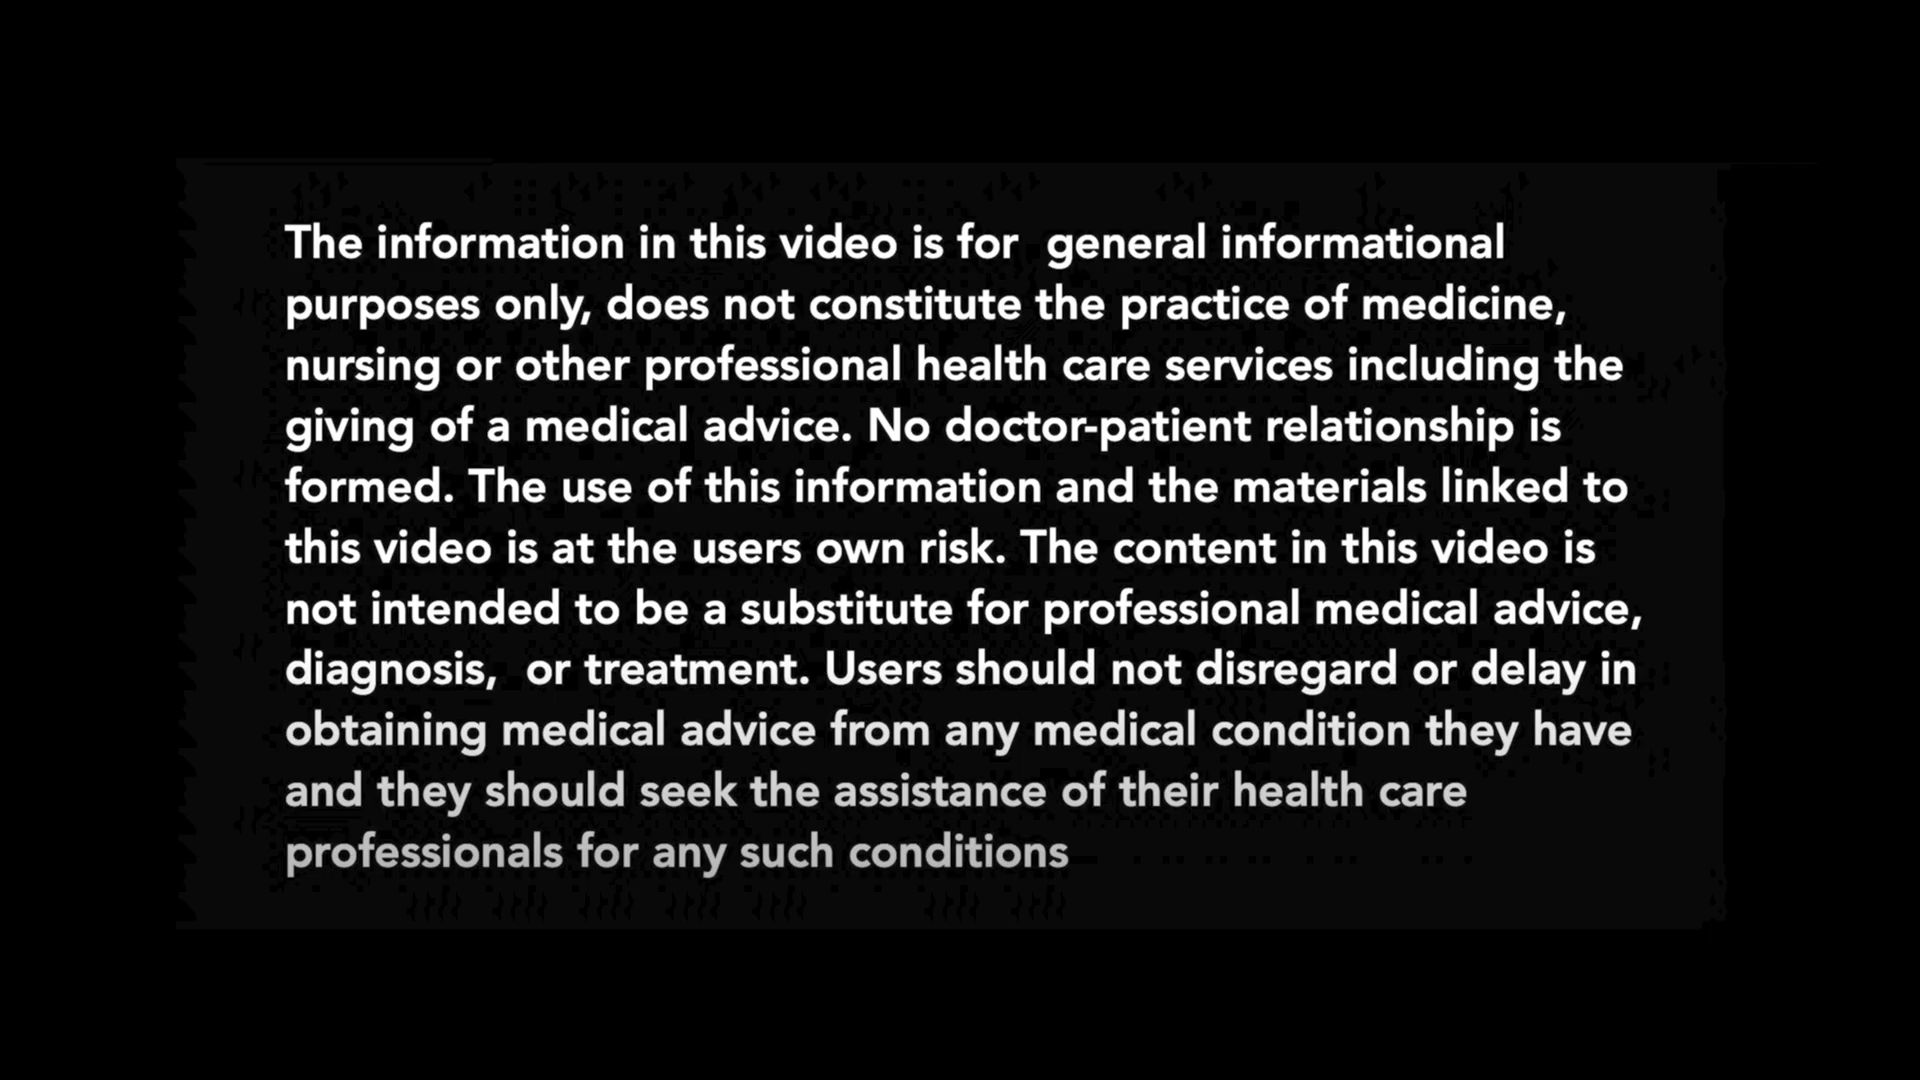 The information in this video is for  general informational
purposes only, does not constitute the practice of medicine,
nursing or other professional health care services including the
giving of a medical advice. No doctor-patient relationship is
formed. The use of this information and the materials linked to
this video is at the users own risk. The content in this video is
not intended to be a substitute for professional medical advice,
diagnosis,  or treatment. Users should not disregard or delay in
obtaining medical advice from any medical condition they have
and they should seek the assistance of their health care
professionals for any such conditions